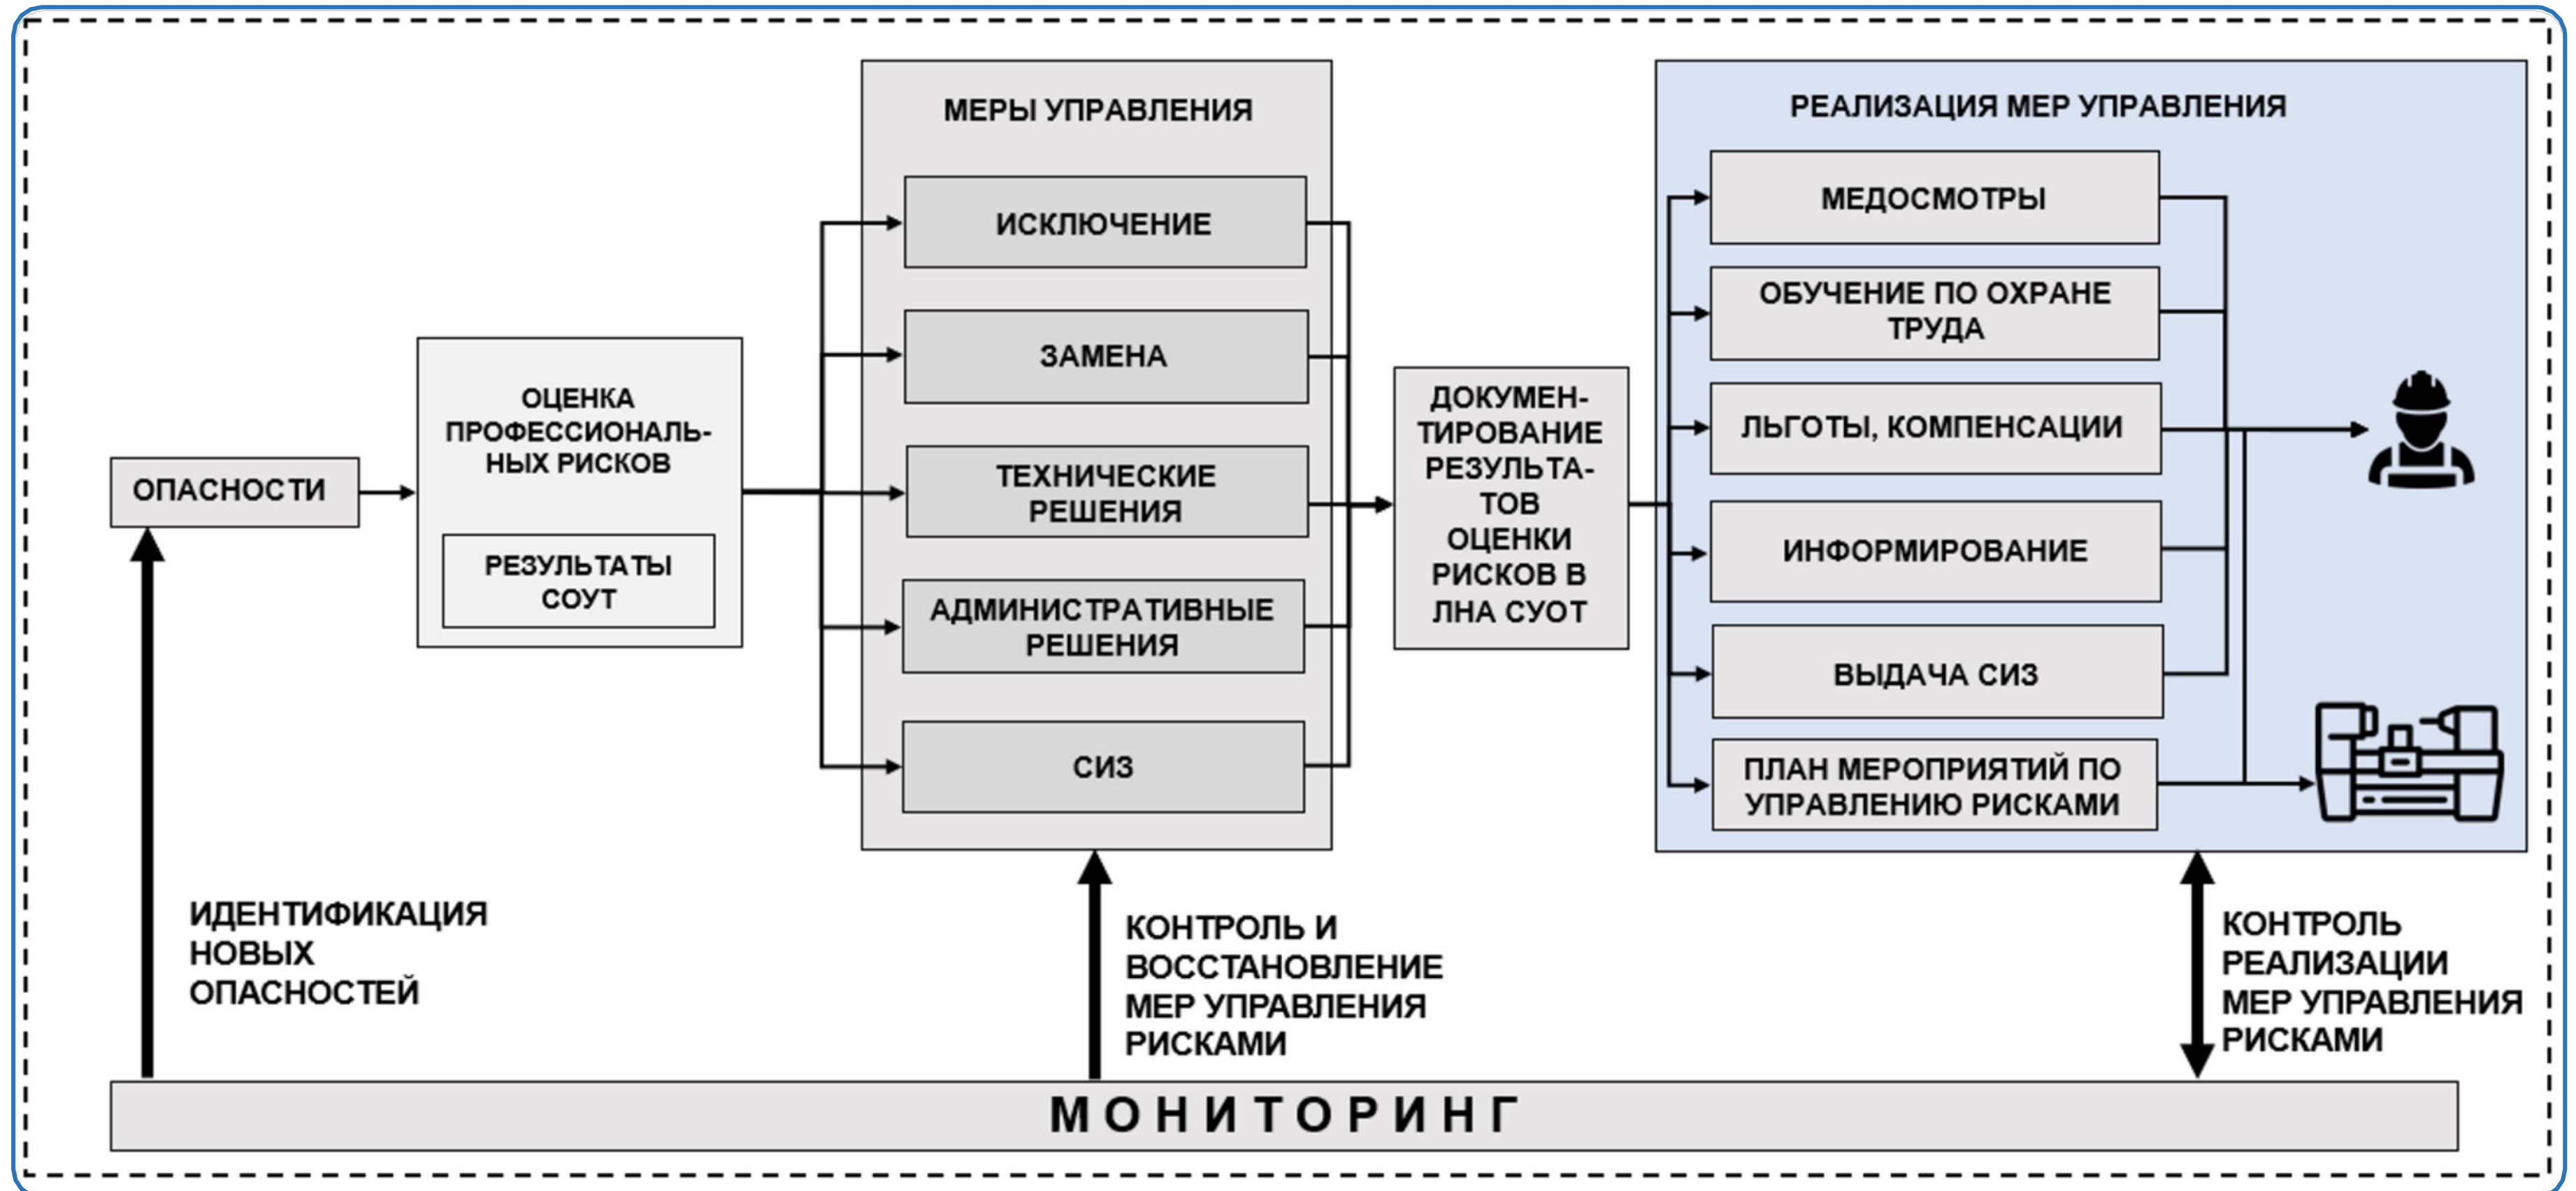 ОПАСНОСТИ
ОЦЕНКА
ПРОФЕССИОНАЛЬ-
НЫХ РИСКОВ
РЕЗУЛЬТАТЫ
СОУТ
МЕРЫ УПРАВЛЕНИЯ
ИСКЛЮЧЕНИЕ
ЗАМЕНА
ТЕХНИЧЕСКИЕ
РЕШЕНИЯ
АДМИНИСТРАТИВНЫЕ
РЕШЕНИЯ
СИЗ
ДОКУМЕН-
ТИРОВАНИЕ
РЕЗУЛЬТА-
ТОВ
ОЦЕНКИ
РИСКОВ В
ЛНА СУОТ
РЕАЛИЗАЦИЯ МЕР УПРАВЛЕНИЯ
МЕДОСМОТРЫ
ОБУЧЕНИЕ ПО ОХРАНЕ
ТРУДА
ЛЬГОТЫ, КОМПЕНСАЦИИ
ИНФОРМИРОВАНИЕ
ВЫДАЧА СИЗ
ПЛАН МЕРОПРИЯТИЙ ПО
УПРАВЛЕНИЮ РИСКАМИ
ИДЕНТИФИКАЦИЯ
НОВЫХ
ОПАСНОСТЕЙ
КОНТРОЛЬ И
ВОССТАНОВЛЕНИЕ
МЕР УПРАВЛЕНИЯ
РИСКАМИ
КОНТРОЛЬ
РЕАЛИЗАЦИИ
МЕР УПРАВЛЕНИЯ
РИСКАМИ
МОНИТОРИНГ